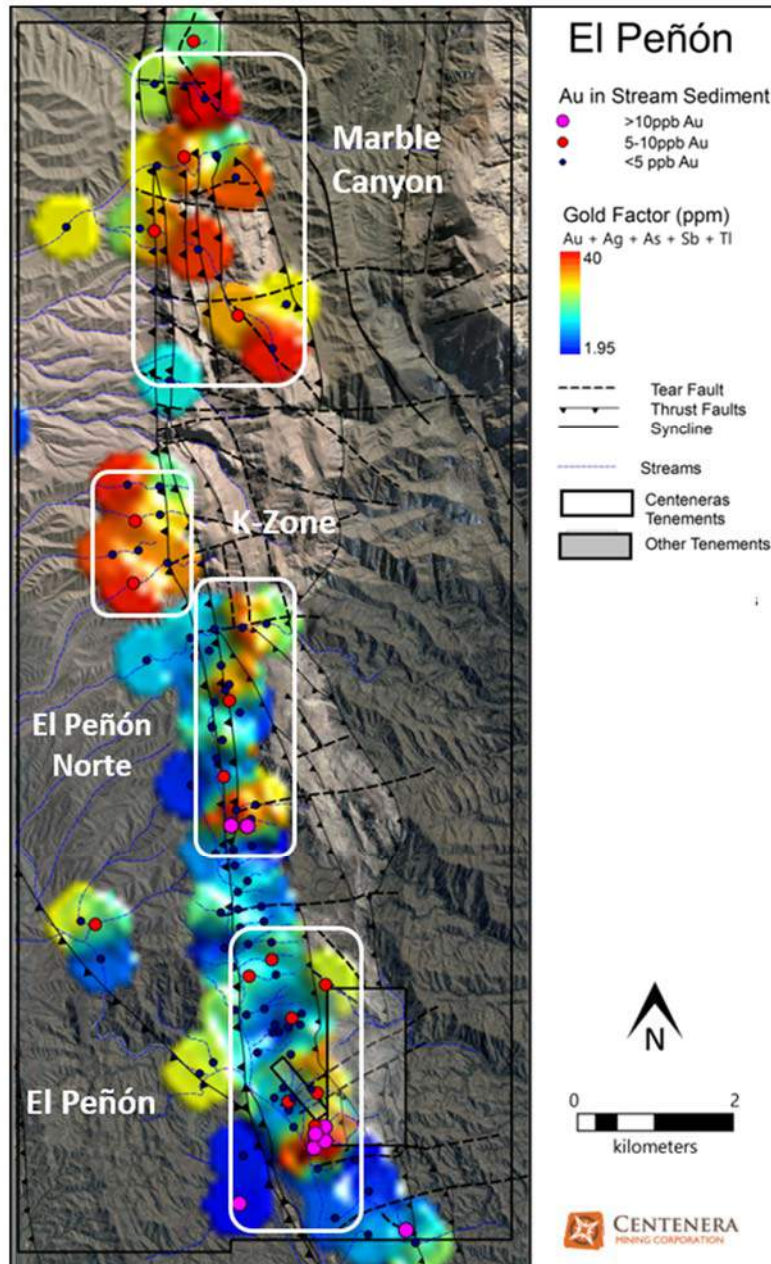 El Peñón
Au in Stream Sediment
>10ppb Au
5-10ppb Au
<5 ppb Au
Gold Factor (ppm)
Au + Ag + As + Sb + Tl
40
1.95
Tear Fault
Thrust Faults
Syncline
Streams
Centeneras
Tenements
Other Tenements
Marble
Canyon
K-Zone
El Peñón
Norte
El Peñón
N
0 2
kilometers
CENTENERA
MINING CORPORATION